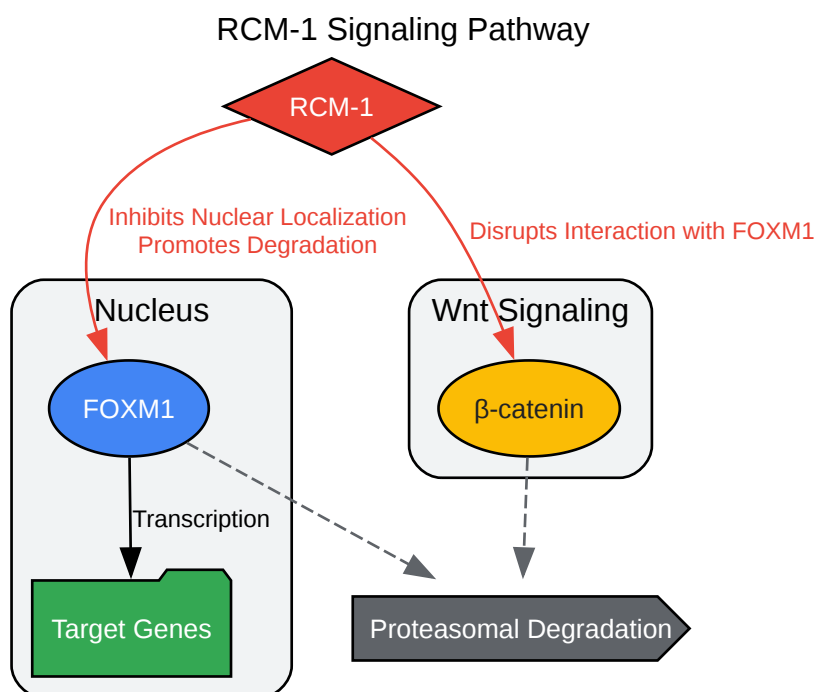 RCM-1 Signaling Pathway
RCM-1
Inhibits Nuclear Localization
Promotes Degradation
Disrupts Interaction with FOXM1
Nucleus
Wnt Signaling
FOXM1
β-catenin
Transcription
Target Genes
Proteasomal Degradation